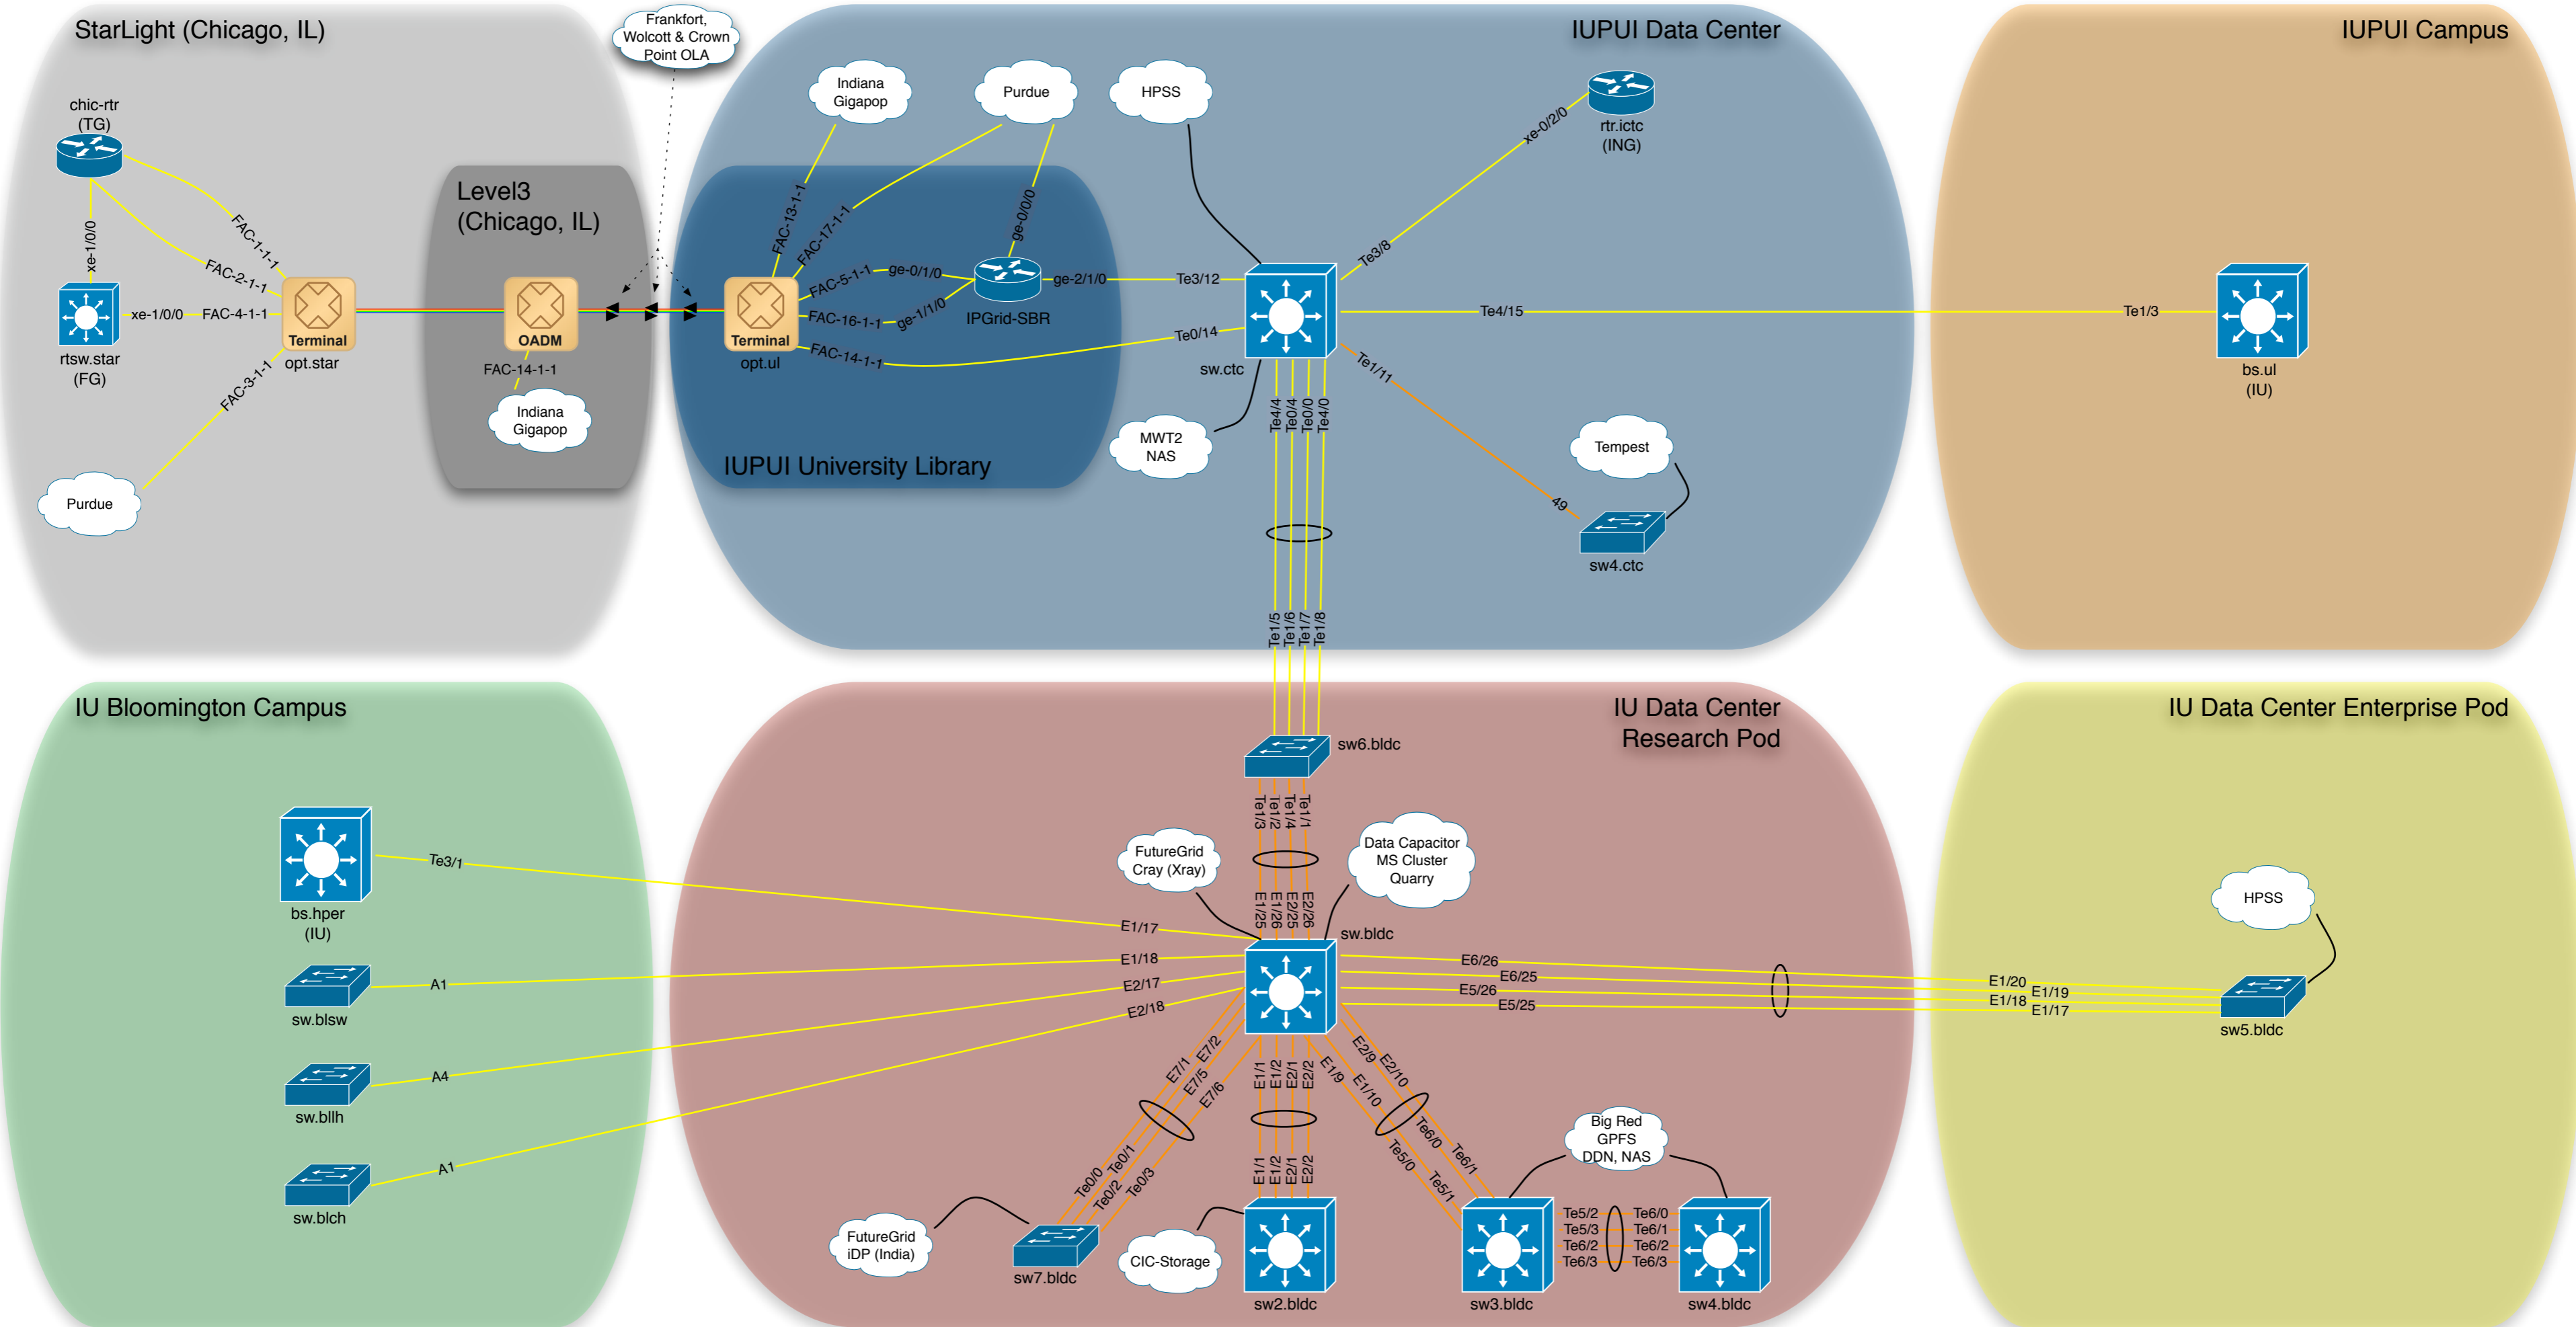 StarLight (Chicago, IL)
Frankfort,
Wolcott & Crown
Point OLA
chic-rtr
(TG)
FAC-1-1-1
FAC-2-1-1
xe-1/0/0
xe-1/0/0
FAC-4-1-1
rtsw.star
(FG)
Terminal
opt.star
FAC-3-1-1
Purdue
Level3
(Chicago, IL)
OADM
FAC-14-1-1
Indiana
Gigapop
IUPUI Data Center
Indiana
Gigapop
Purdue
HPSS
FAC-13-1-1
FAC-17-1-1
ge-0/0/0
FAC-5-1-1
ge-0/1/0
FAC-16-1-1
ge-1/1/0
FAC-14-1-1
Terminal
opt.ul
IPGrid-SBR
ge-2/1/0
Te3/12
Te0/14
IUPUI University Library
sw.ctc
MWT2
NAS
xe-0/2/0
Te3/8
rtr.ictc
(ING)
Te4/15
Te1/11
49
Tempest
sw4.ctc
Te4/4
Te0/4
Te0/0
Te4/0
Te1/5
Te1/6
Te1/7
Te1/8
IUPUI Campus
Te1/3
bs.ul
(IU)
IU Bloomington Campus
Te3/1
bs.hper
(IU)
A1
sw.blsw
A4
sw.bllh
A1
sw.blch
IU Data Center
Research Pod
sw6.bldc
Te1/3
Te1/2
Te1/4
Te1/1
FutureGrid
Cray (Xray)
Data Capacitor
MS Cluster
Quarry
E1/25
E1/26
E2/25
E2/26
sw.bldc
E1/17
E1/18
E2/17
E2/18
E6/26
E6/25
E5/26
E5/25
E7/1
E7/2
E7/5
E7/6
E1/1
E1/2
E2/1
E2/2
E1/9
E1/10
E2/9
E2/10
Te0/0
Te0/1
Te0/2
Te0/3
E1/1
E1/2
E2/1
E2/2
Te5/0
Te5/1
Te6/0
Te6/1
Big Red
GPFS
DDN, NAS
FutureGrid
iDP (India)
sw7.bldc
CIC-Storage
sw2.bldc
sw3.bldc
Te5/2
Te6/0
Te5/3
Te6/1
Te6/2
Te6/2
Te6/3
Te6/3
sw4.bldc
IU Data Center Enterprise Pod
HPSS
E1/20
E1/19
E1/18
E1/17
sw5.bldc